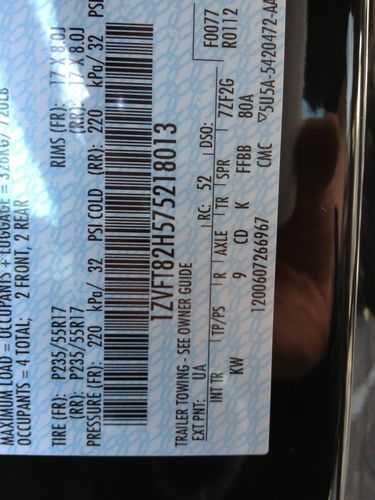 MAXIMUM LOAD = OCCUPANTS + LUGGAGE = 326KG/ 720LB
OCCUPANTS = 4 TOTAL, 2 FRONT, 2 REAR
TIRE (FR): P235/55R17 RIMS (FR): 17 X 8.0J
(RR): P235/55R17 (RR): 17 X 8.0J
PRESSURE (FR): 220 kPa/ 32 PSI COLD (RR): 220 kPa/ 32 PSI
1ZVFT82H575218013
TRAILER TOWING - SEE OWNER GUIDE
EXT PNT: UA RC: 52 DSO: F0077
R0112
INT TR TP/PS R AXLE TR SPR 7ZF2G
KW 9 CD K FFBB 80A
1200607266967 CMC ▽5U5A-5420472-AA